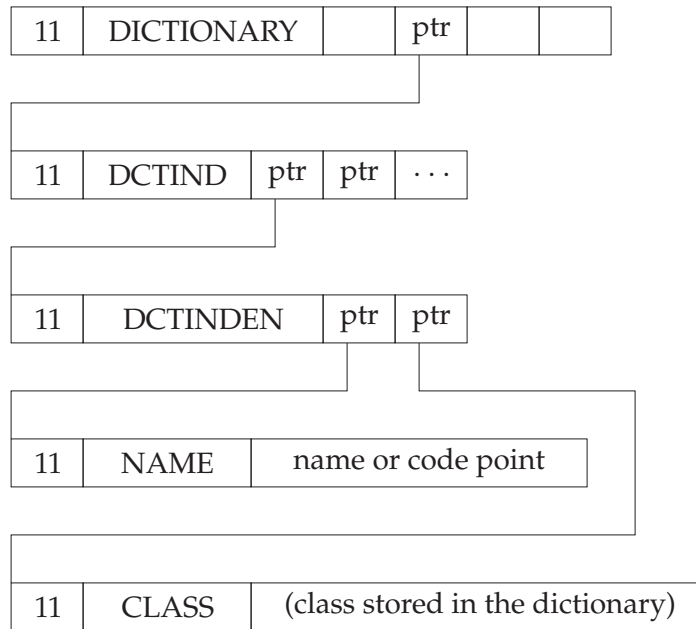 11 DICTIONARY ptr
11 DCTIND ptr ptr ···
11 DCTINDEN ptr ptr
11 NAME name or code point
11 CLASS (class stored in the dictionary)